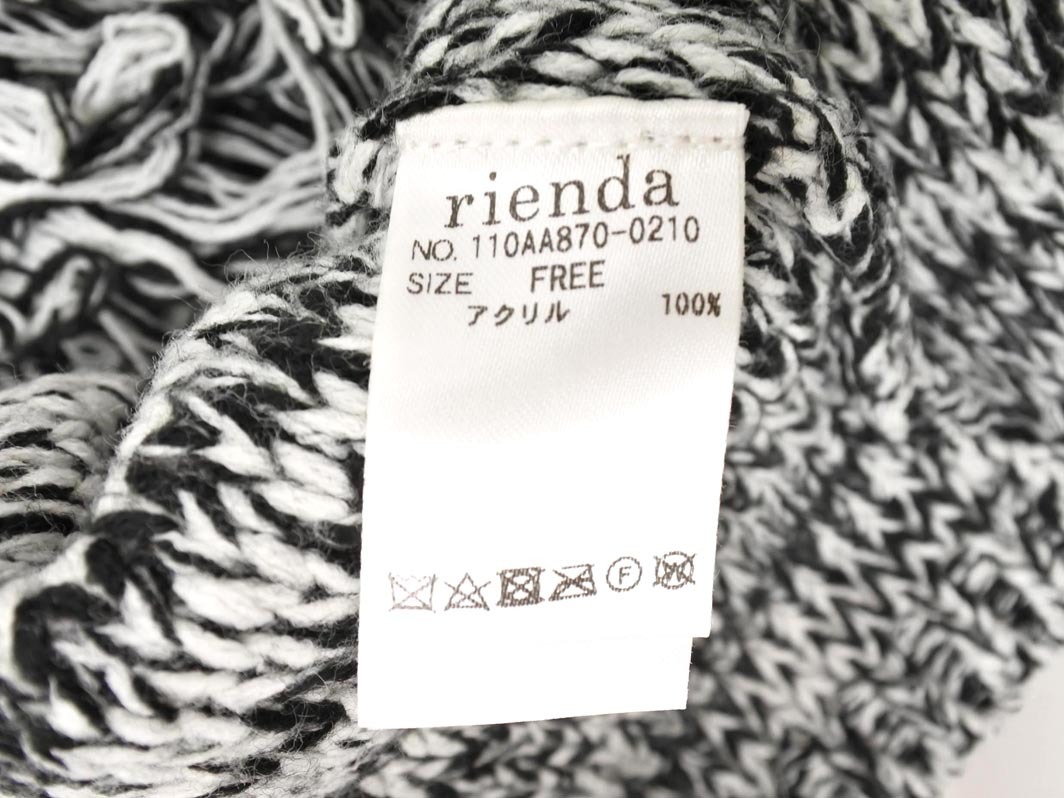 rienda
NO. 110AA870-0210
SIZE FREE
アクリル 100%
F
W